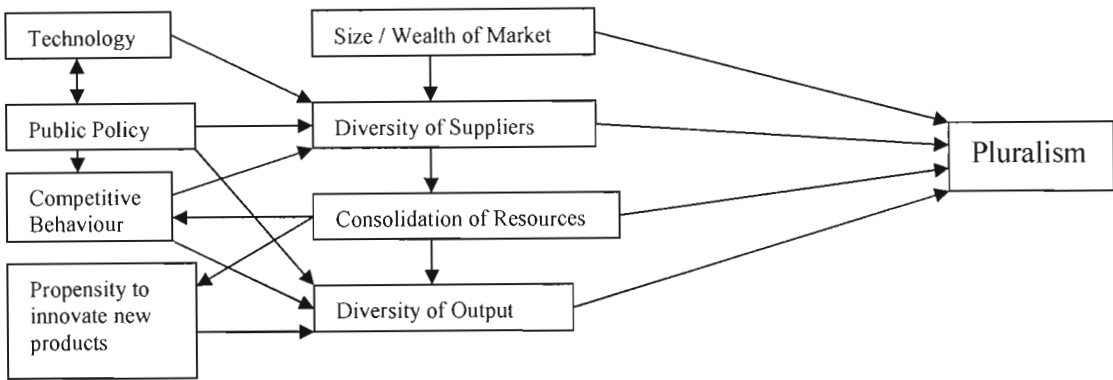 Technology
Size / Wealth of Market
Public Policy
Diversity of Suppliers
Pluralism
Competitive
Behaviour
Consolidation of Resources
Propensity to
innovate new
products
Diversity of Output